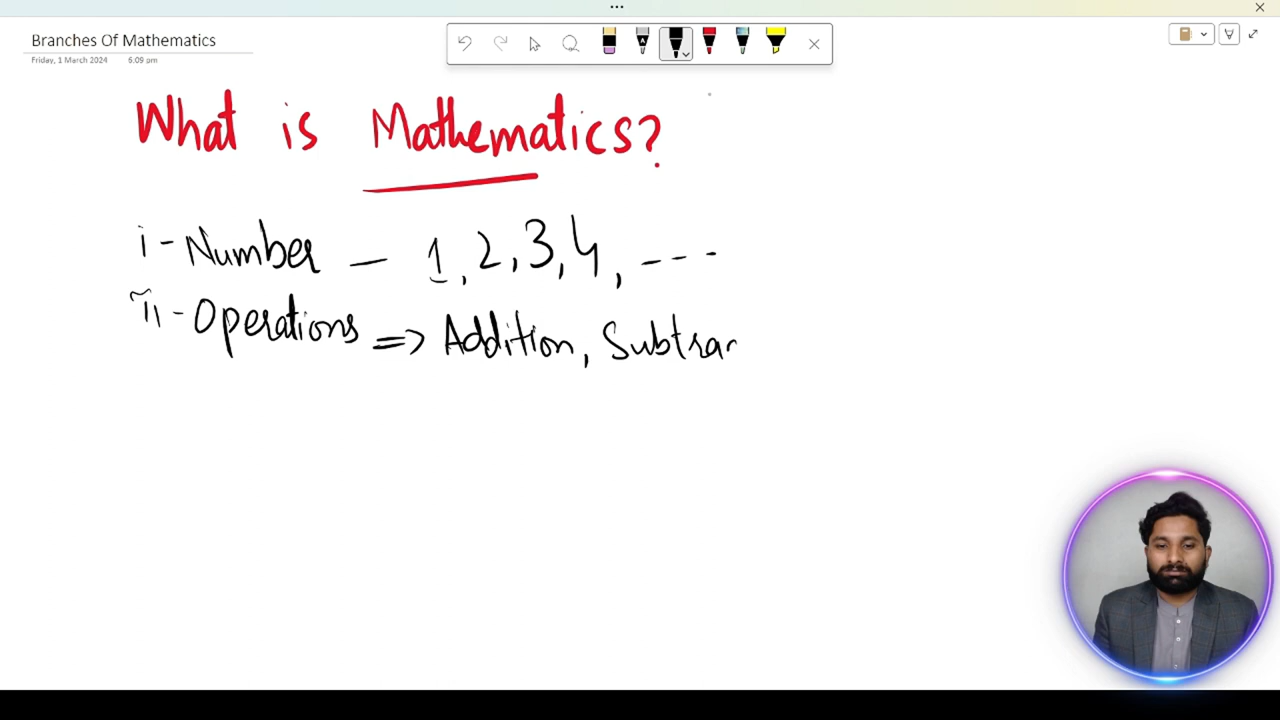 Branches Of Mathematics
Friday, 1 March 2024 6:09 pm
What is Mathematics?
i - Number — 1, 2, 3, 4, ---
ii - Operations => Addition, Subtrac